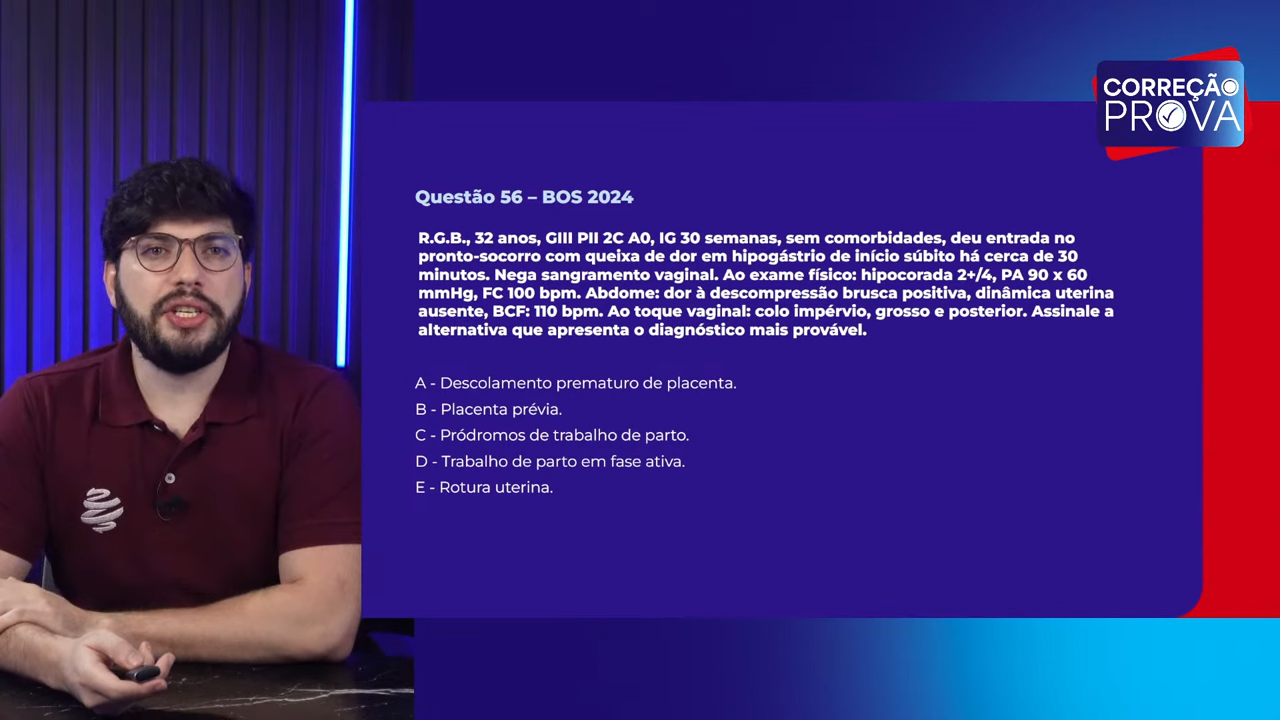 CORREÇÃO
PROVA
Questão 56 – BOS 2024
R.G.B., 32 anos, GIII PII 2C A0, IG 30 semanas, sem comorbidades, deu entrada no
pronto-socorro com queixa de dor em hipogástrio de início súbito há cerca de 30
minutos. Nega sangramento vaginal. Ao exame físico: hipocorada 2+/4, PA 90 x 60
mmHg, FC 100 bpm. Abdome: dor à descompressão brusca positiva, dinâmica uterina
ausente, BCF: 110 bpm. Ao toque vaginal: colo impérvio, grosso e posterior. Assinale a
alternativa que apresenta o diagnóstico mais provável.
A - Descolamento prematuro de placenta.
B - Placenta prévia.
C - Pródromos de trabalho de parto.
D - Trabalho de parto em fase ativa.
E - Rotura uterina.